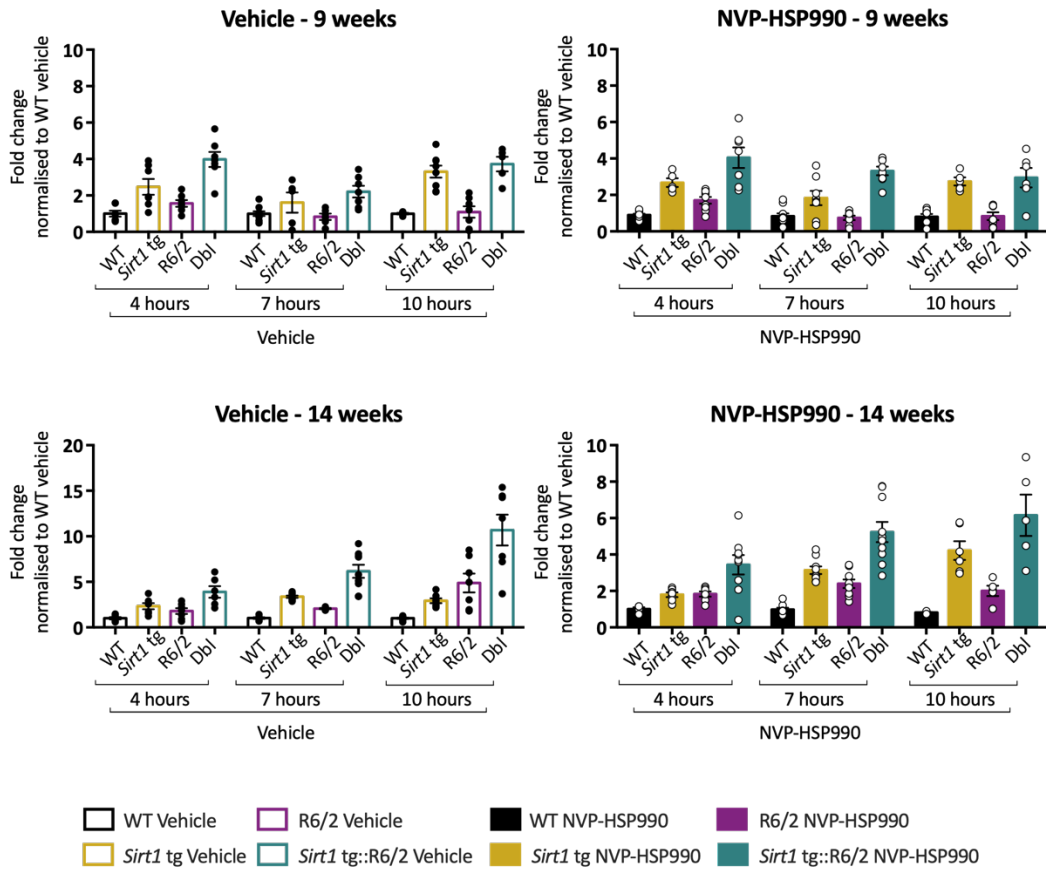 Vehicle - 9 weeks
Fold change
normalised to WT vehicle
10
8
6
4
2
0
WT
Sirt1 tg
R6/2
Dbl
WT
Sirt1 tg
R6/2
Dbl
WT
Sirt1 tg
R6/2
Dbl
4 hours
7 hours
10 hours
Vehicle
NVP-HSP990 - 9 weeks
Fold change
normalised to WT vehicle
10
8
6
4
2
0
WT
Sirt1 tg
R6/2
Dbl
WT
Sirt1 tg
R6/2
Dbl
WT
Sirt1 tg
R6/2
Dbl
4 hours
7 hours
10 hours
NVP-HSP990
Vehicle - 14 weeks
Fold change
normalised to WT vehicle
20
15
10
5
0
WT
Sirt1 tg
R6/2
Dbl
WT
Sirt1 tg
R6/2
Dbl
WT
Sirt1 tg
R6/2
Dbl
4 hours
7 hours
10 hours
Vehicle
NVP-HSP990 - 14 weeks
Fold change
normalised to WT vehicle
10
8
6
4
2
0
WT
Sirt1 tg
R6/2
Dbl
WT
Sirt1 tg
R6/2
Dbl
WT
Sirt1 tg
R6/2
Dbl
4 hours
7 hours
10 hours
NVP-HSP990
WT Vehicle
R6/2 Vehicle
WT NVP-HSP990
R6/2 NVP-HSP990
Sirt1 tg Vehicle
Sirt1 tg::R6/2 Vehicle
Sirt1 tg NVP-HSP990
Sirt1 tg::R6/2 NVP-HSP990